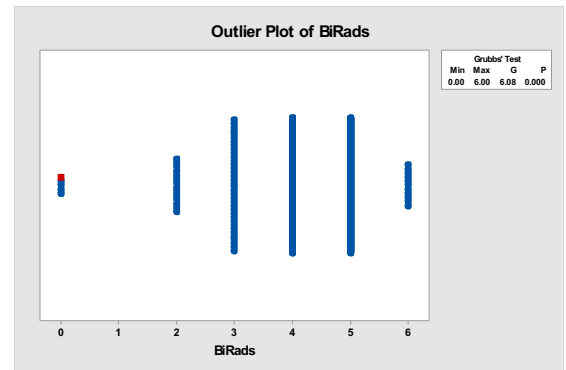 Outlier Plot of BiRads
Grubbs' Test
Min Max G P
0.00 6.00 6.08 0.000
0 1 2 3 4 5 6
BiRads